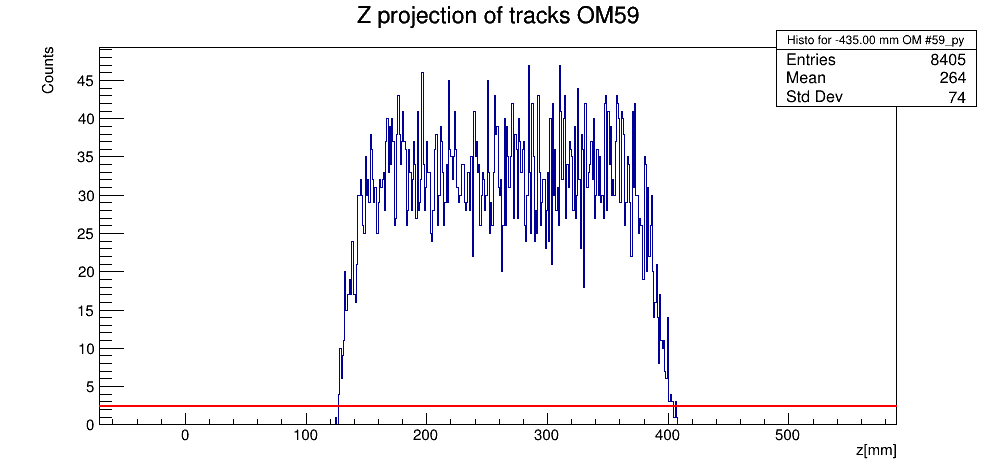 Z projection of tracks OM59
Histo for -435.00 mm OM #59_py
Entries 8405
Mean 264
Std Dev 74
Counts
45
40
35
30
25
20
15
10
5
0
0 100 200 300 400 500
z[mm]